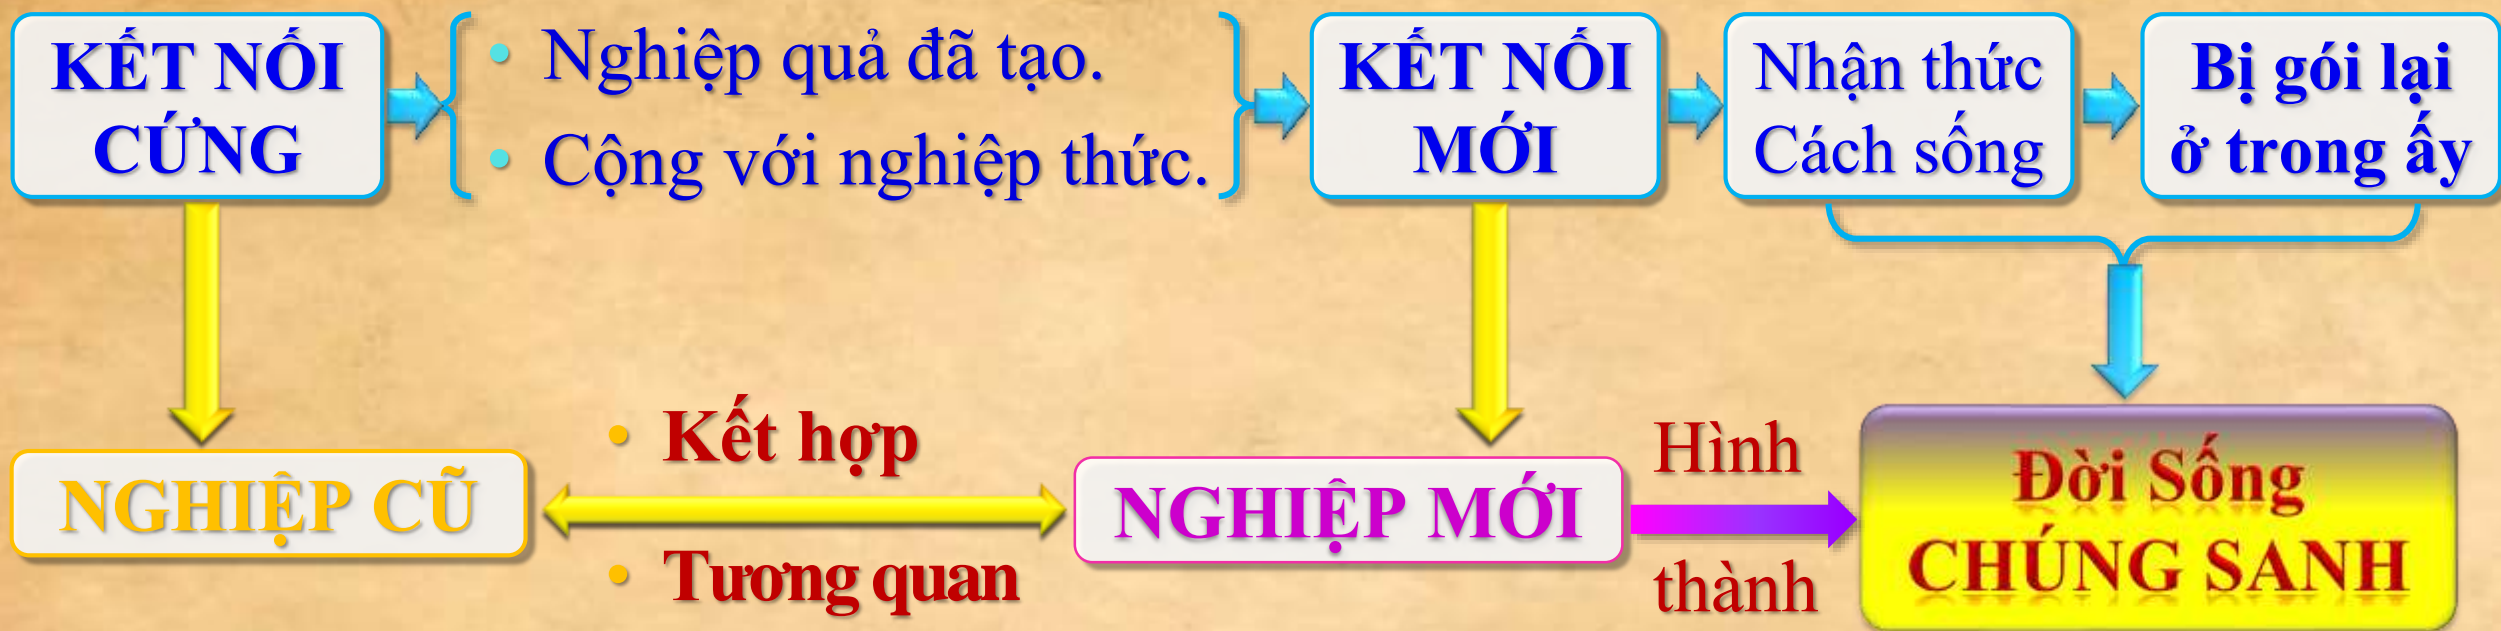 KẾT NỐI
CỨNG
• Nghiệp quả đã tạo.
• Cộng với nghiệp thức.
KẾT NỐI
MỚI
Nhận thức
Cách sống
Bị gói lại
ở trong ấy
NGHIỆP CŨ
• Kết hợp
• Tương quan
NGHIỆP MỚI
Hình
thành
Đời Sống
CHÚNG SANH